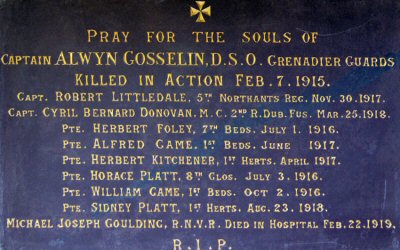 PRAY FOR THE SOULS OF
CAPTAIN ALWYN GOSSELIN, D.S.O. GRENADIER GUARDS
KILLED IN ACTION FEB. 7. 1915.
CAPT. ROBERT LITTLEDALE, 5TH NORTHANTS REG. NOV. 30. 1917.
CAPT. CYRIL BERNARD DONOVAN. M.C. 2ND R. DUB. FUS. MAR. 25. 1918.
PTE. HERBERT FOLEY, 7TH BEDS. JULY 1. 1916.
PTE. ALFRED GAME, 1ST BEDS. JUNE 1917.
PTE. HERBERT KITCHENER, 1ST HERTS. APRIL 1917.
PTE. HORACE PLATT, 8TH GLOS. JULY 3. 1916.
PTE. WILLIAM GAME, 1ST BEDS. OCT 2. 1916.
PTE. SIDNEY PLATT, 1ST HERTS. AUG. 23. 1918.
MICHAEL JOSEPH GOULDING, R.N.V.R. DIED IN HOSPITAL FEB. 22. 1919.
R.I.P.